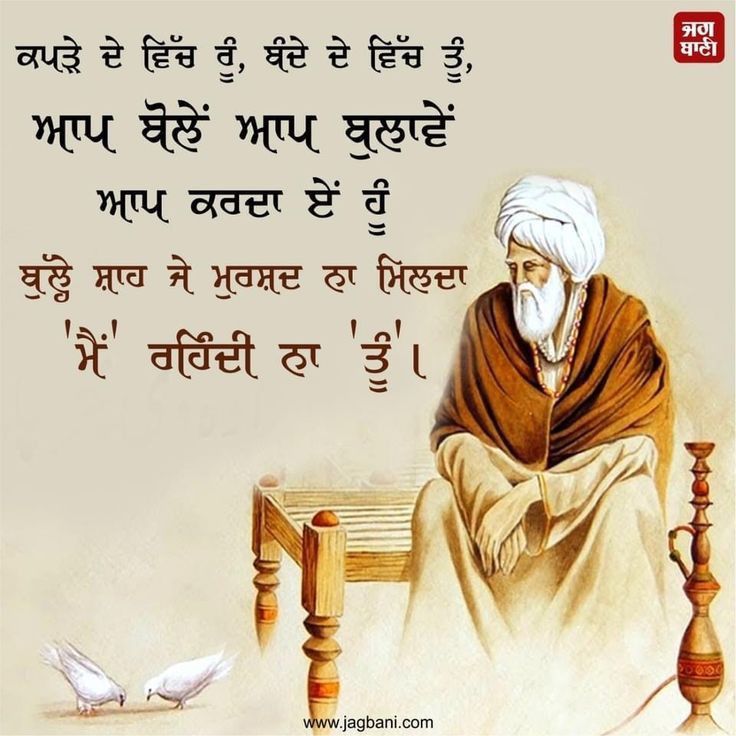 ਜਗ
ਬਾਣੀ
ਕਪੜੇ ਦੇ ਵਿੱਚ ਰੂੰ, ਬੰਦੇ ਦੇ ਵਿੱਚ ਤੂੰ,
ਆਪ ਬੋਲੇਂ ਆਪ ਬੁਲਾਵੇਂ
ਆਪ ਕਰਦਾ ਏਂ ਹੂੰ
ਬੁੱਲ੍ਹੇ ਸ਼ਾਹ ਜੇ ਮੁਰਸ਼ਦ ਨਾ ਮਿਲਦਾ
'ਮੈਂ' ਰਹਿੰਦੀ ਨਾ 'ਤੂੰ'।
www.jagbani.com